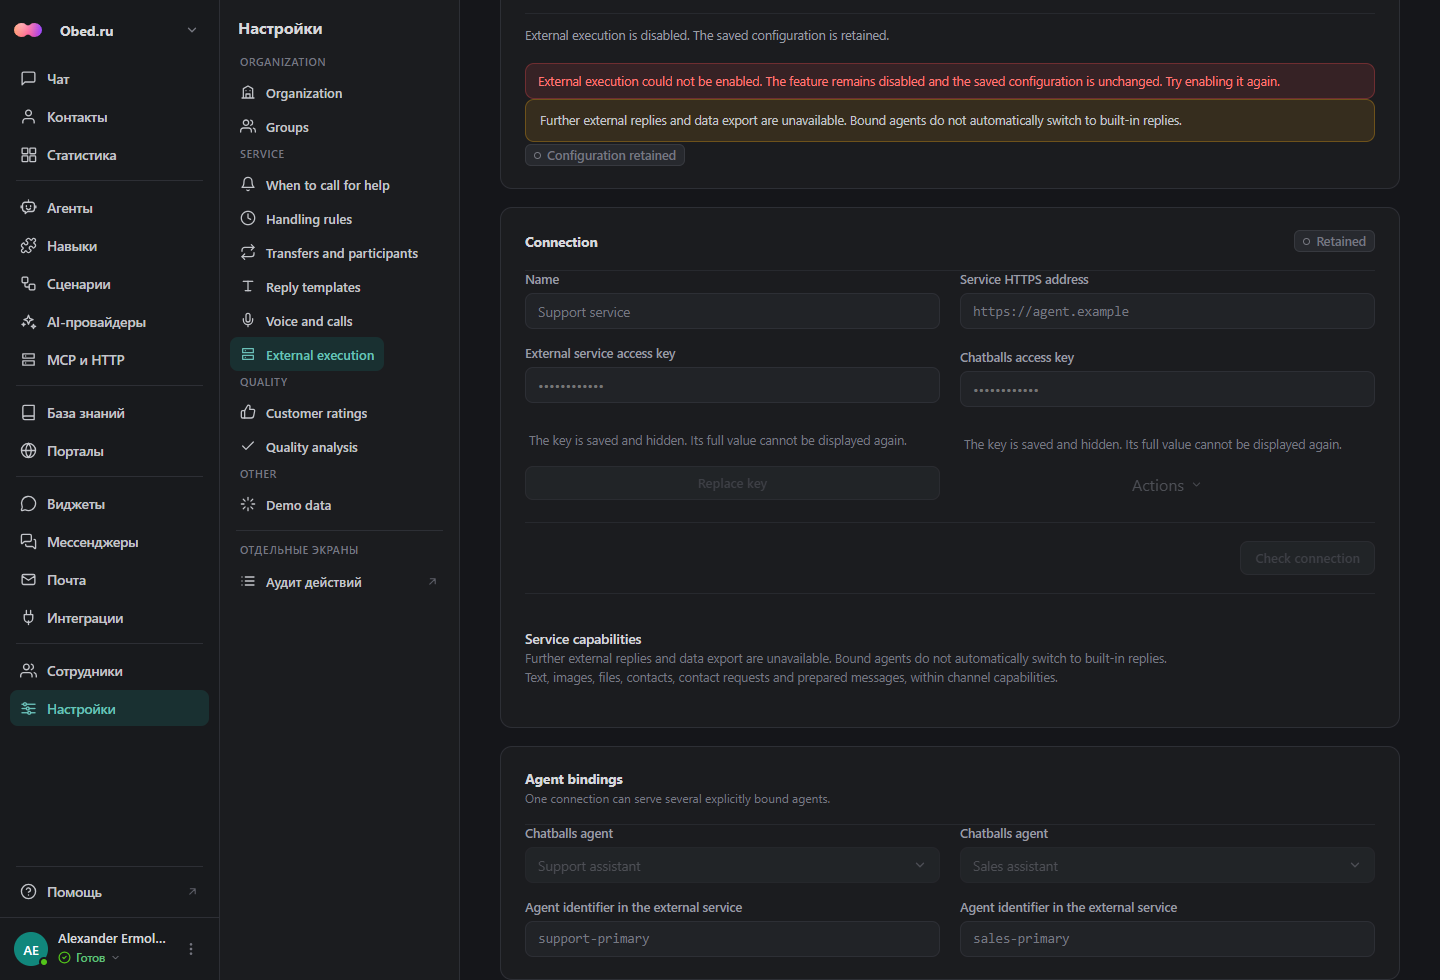 Obed.ru
Чат
Контакты
Статистика
Агенты
Навыки
Сценарии
AI-провайдеры
MCP и HTTP
База знаний
Порталы
Виджеты
Мессенджеры
Почта
Интеграции
Сотрудники
Настройки
Помощь
AE
Alexander Ermol...
Готов
Настройки
ORGANIZATION
Organization
Groups
SERVICE
When to call for help
Handling rules
Transfers and participants
Reply templates
Voice and calls
External execution
QUALITY
Customer ratings
Quality analysis
OTHER
Demo data
ОТДЕЛЬНЫЕ ЭКРАНЫ
Аудит действий
External execution is disabled. The saved configuration is retained.
External execution could not be enabled. The feature remains disabled and the saved configuration is unchanged. Try enabling it again.
Further external replies and data export are unavailable. Bound agents do not automatically switch to built-in replies.
Configuration retained
Connection
Retained
Name
Service HTTPS address
Support service
https://agent.example
External service access key
Chatballs access key
••••••••••••
••••••••••••
The key is saved and hidden. Its full value cannot be displayed again.
The key is saved and hidden. Its full value cannot be displayed again.
Replace key
Actions
Check connection
Service capabilities
Further external replies and data export are unavailable. Bound agents do not automatically switch to built-in replies.
Text, images, files, contacts, contact requests and prepared messages, within channel capabilities.
Agent bindings
One connection can serve several explicitly bound agents.
Chatballs agent
Chatballs agent
Support assistant
Sales assistant
Agent identifier in the external service
Agent identifier in the external service
support-primary
sales-primary